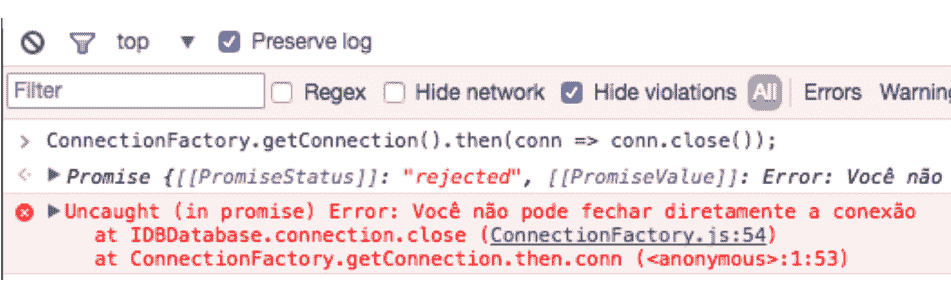 top Preserve log
Filter Regex Hide network Hide violations All Errors Warnin
> ConnectionFactory.getConnection().then(conn => conn.close());
Promise {[[PromiseStatus]]: "rejected", [[PromiseValue]]: Error: Você não
Uncaught (in promise) Error: Você não pode fechar diretamente a conexão
at IDBDatabase.connection.close (ConnectionFactory.js:54)
at ConnectionFactory.getConnection.then.conn (<anonymous>:1:53)